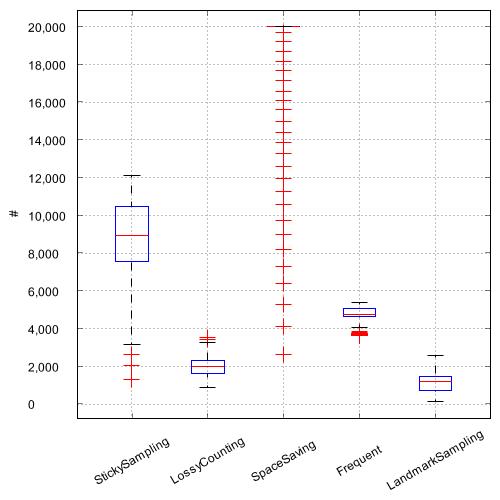 20,000
18,000
16,000
14,000
12,000
10,000
8,000
6,000
4,000
2,000
0
#
StickySampling
LossyCounting
SpaceSaving
Frequent
LandmarkSampling